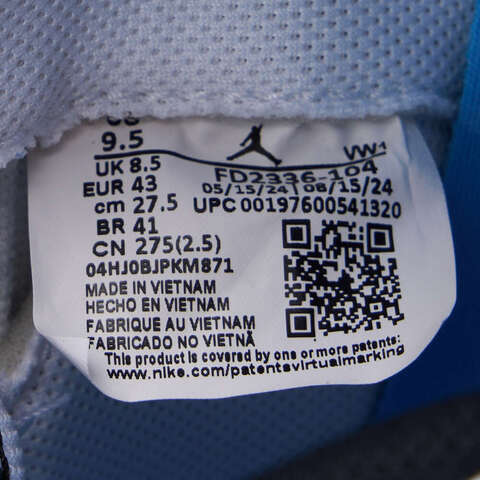 9.5
UK 8.5
EUR 43
cm 27.5
BR 41
CN 275(2.5)
04HJ0BJPKM871
VW1
FD2336-104
05/15/24 08/15/24
UPC 00197600541320
MADE IN VIETNAM
HECHO EN VIETNAM
FABRIQUE AU VIETNAM
FABRICADO NO VIETNÃ
This product is covered by one or more patents:
www.nike.com/patentsvirtualmarking